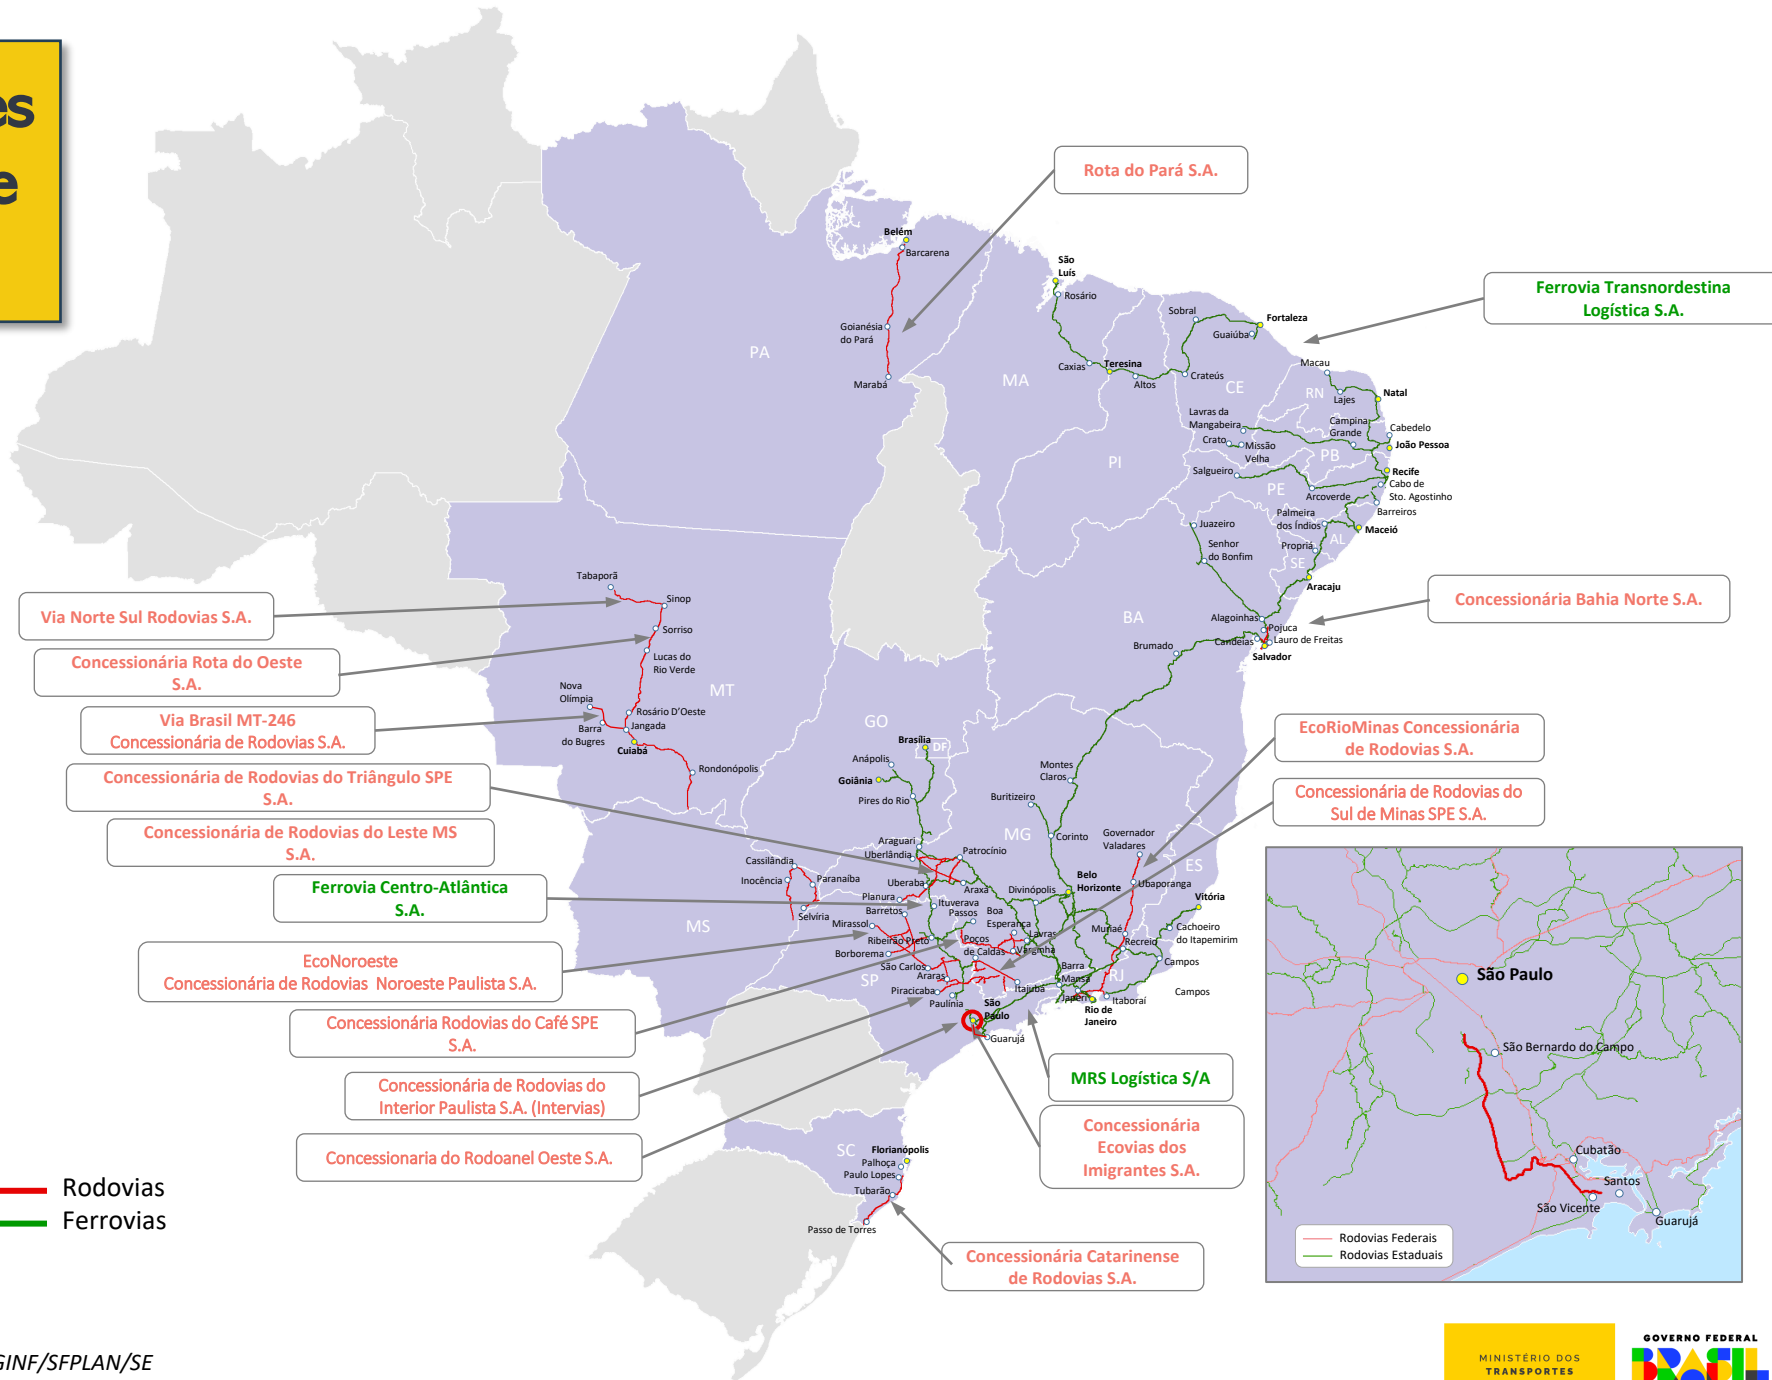 es
e
Rota do Pará S.A.
Ferrovia Transnordestina
Logística S.A.
Concessionária Bahia Norte S.A.
Via Norte Sul Rodovias S.A.
Concessionária Rota do Oeste
S.A.
Via Brasil MT-246
Concessionária de Rodovias S.A.
Concessionária de Rodovias do Triângulo SPE
S.A.
Concessionária de Rodovias do Leste MS
S.A.
Ferrovia Centro-Atlântica
S.A.
EcoNoroeste
Concessionária de Rodovias Noroeste Paulista S.A.
Concessionária Rodovias do Café SPE
S.A.
Concessionária de Rodovias do
Interior Paulista S.A. (Intervias)
Concessionaria do Rodoanel Oeste S.A.
EcoRioMinas Concessionária
de Rodovias S.A.
Concessionária de Rodovias do
Sul de Minas SPE S.A.
MRS Logística S/A
Concessionária
Ecovias dos
Imigrantes S.A.
Concessionária Catarinense
de Rodovias S.A.
Belém
Barcarena
Goianésia
do Pará
Marabá
PA
São
Luís
Rosário
Caxias
Teresina
Altos
MA
Sobral
Fortaleza
Guaiúba
Crateús
CE
PI
Macau
RN
Lajes
Natal
Lavras da
Mangabeira
Campina
Grande
Cabedelo
João Pessoa
Crato
Missão
Velha
PB
Salgueiro
Recife
PE
Cabo de
Sto. Agostinho
Arcoverde
Barreiros
Palmeira
dos Índios
Maceió
AL
Propriá
SE
Aracaju
Juazeiro
Senhor
do Bonfim
BA
Alagoinhas
Pojuca
Candeias
Lauro de Freitas
Salvador
Brumado
Tabaporã
Sinop
Sorriso
Lucas do
Rio Verde
MT
Nova
Olímpia
Rosário D'Oeste
Barra
do Bugres
Jangada
Cuiabá
Rondonópolis
GO
Brasília
DF
Anápolis
Goiânia
Pires do Rio
Montes
Claros
Buritizeiro
MG
Corinto
Governador
Valadares
ES
Araguari
Uberlândia
Patrocínio
Cassilândia
Inocência
Paranaíba
Selvíria
MS
Uberaba
Araxá
Divinópolis
Belo
Horizonte
Ubaporanga
Vitória
Planura
Ituverava
Barretos
Passos
Boa
Esperança
Mirassol
Ribeirão Preto
Poços
de Caldas
Lavras
Varginha
Muriaé
Recreio
Cachoeiro
do Itapemirim
Borborema
São Carlos
Araras
SP
Piracicaba
Paulínia
Itajubá
Barra
Mansa
RJ
Campos
Campos
Japeri
Itaboraí
Rio de
Janeiro
São
Paulo
Guarujá
SC
Florianópolis
Palhoça
Paulo Lopes
Tubarão
Passo de Torres
Rodovias
Ferrovias
São Paulo
São Bernardo do Campo
Cubatão
Santos
São Vicente
Guarujá
Rodovias Federais
Rodovias Estaduais
GINF/SFPLAN/SE
MINISTÉRIO DOS
TRANSPORTES
GOVERNO FEDERAL
BRASIL